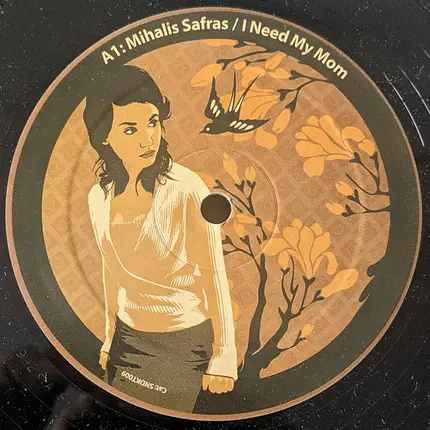 A1: Mihalis Safras / I Need My Mom
Cat: SNDKT009